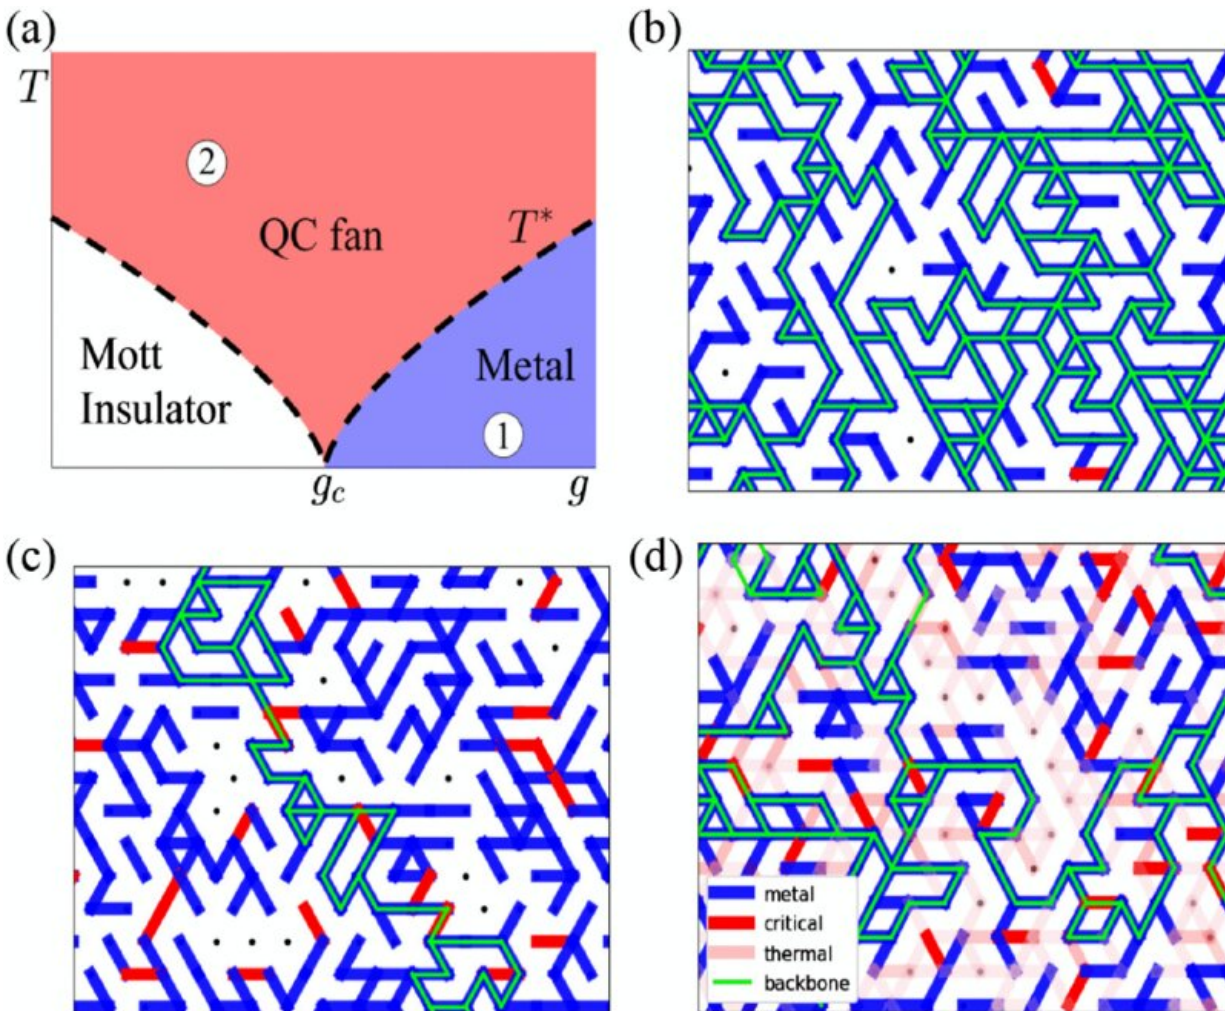 (a)
T
2
QC fan
T*
Mott
Insulator
Metal
1
g_c
g
(b)
(c)
(d)
metal
critical
thermal
backbone